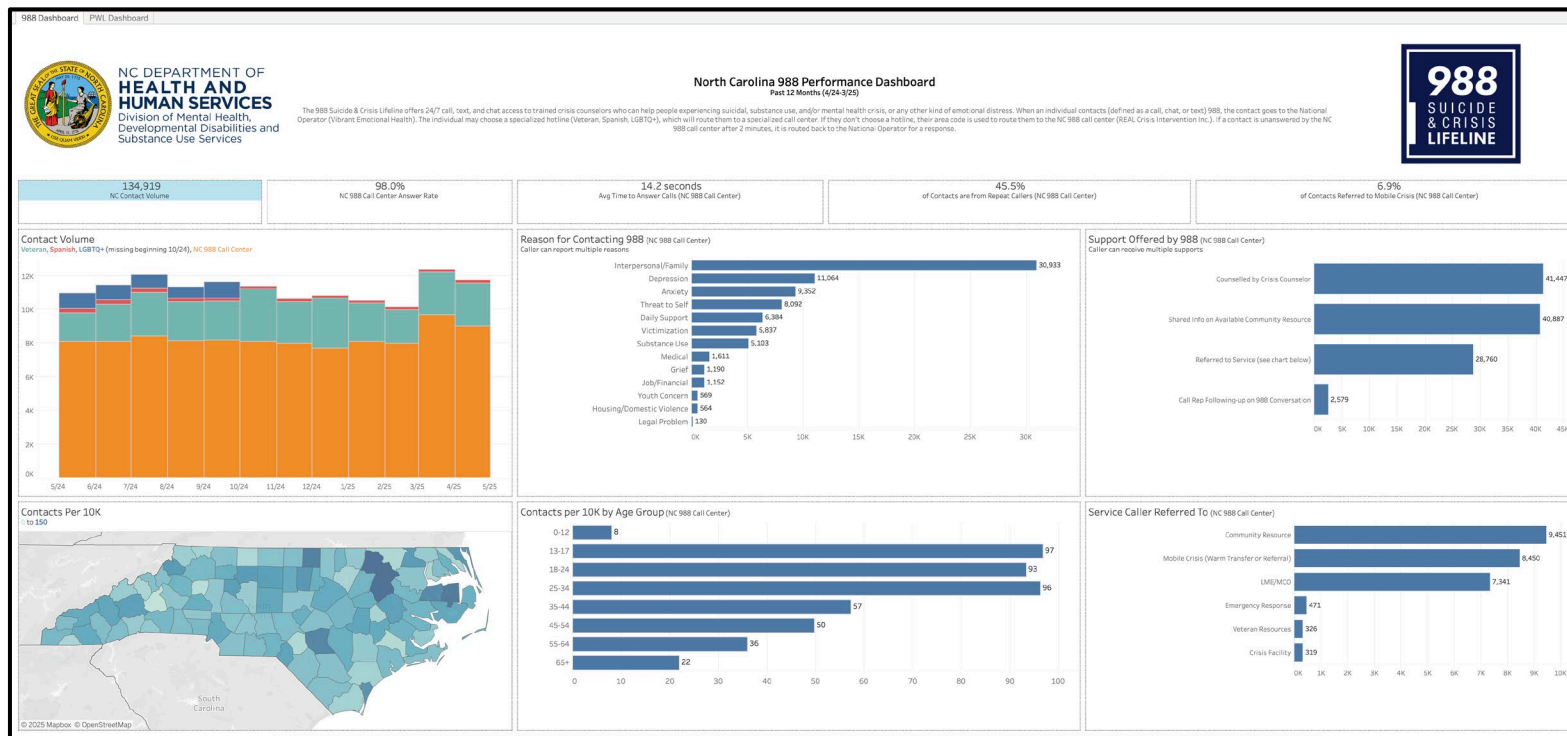 988 Dashboard
PWL Dashboard
NC DEPARTMENT OF
HEALTH AND
HUMAN SERVICES
Division of Mental Health,
Developmental Disabilities and
Substance Use Services
North Carolina 988 Performance Dashboard
Past 12 Months (4/24-3/25)
The 988 Suicide & Crisis Lifeline offers 24/7 call, text, and chat access to trained crisis counselors who can help people experiencing suicidal, substance use, and/or mental health crisis, or any other kind of emotional distress. When an individual contacts (defined as a call, chat, or text) 988, the contact goes to the National
Operator (Vibrant Emotional Health). The individual may choose a specialized hotline (Veteran, Spanish, LGBTQ+), which will route them to a specialized call center. If they don't choose a hotline, their area code is used to route them to the NC 988 call center (REAL Crisis Intervention Inc.). If a contact is unanswered by the NC
988 call center after 2 minutes, it is routed back to the National Operator for a response.
988
SUICIDE
& CRISIS
LIFELINE
134,919
NC Contact Volume
98.0%
NC 988 Call Center Answer Rate
14.2 seconds
Avg Time to Answer Calls (NC 988 Call Center)
45.5%
of Contacts are from Repeat Callers (NC 988 Call Center)
6.9%
of Contacts Referred to Mobile Crisis (NC 988 Call Center)
Contact Volume
Veteran, Spanish, LGBTQ+ (missing beginning 10/24), NC 988 Call Center
12K
10K
8K
6K
4K
2K
0K
5/24 6/24 7/24 8/24 9/24 10/24 11/24 12/24 1/25 2/25 3/25 4/25 5/25
Reason for Contacting 988 (NC 988 Call Center)
Caller can report multiple reasons
Interpersonal/Family 30,933
Depression 11,064
Anxiety 9,352
Threat to Self 8,092
Daily Support 6,384
Victimization 5,837
Substance Use 5,103
Medical 1,611
Grief 1,190
Job/Financial 1,152
Youth Concern 569
Housing/Domestic Violence 564
Legal Problem 130
0K 5K 10K 15K 20K 25K 30K
Support Offered by 988 (NC 988 Call Center)
Caller can receive multiple supports
Counselled by Crisis Counselor 41,447
Shared Info on Available Community Resource 40,887
Referred to Service (see chart below) 28,760
Call Rep Following-up on 988 Conversation 2,579
0K 5K 10K 15K 20K 25K 30K 35K 40K 45K
Contacts Per 10K
0 to 150
South
Carolina
© 2025 Mapbox © OpenStreetMap
Contacts per 10K by Age Group (NC 988 Call Center)
0-12 8
13-17 97
18-24 93
25-34 96
35-44 57
45-54 50
55-64 36
65+ 22
0 10 20 30 40 50 60 70 80 90 100
Service Caller Referred To (NC 988 Call Center)
Community Resource 9,451
Mobile Crisis (Warm Transfer or Referral) 8,450
LME/MCO 7,341
Emergency Response 471
Veteran Resources 326
Crisis Facility 319
0K 1K 2K 3K 4K 5K 6K 7K 8K 9K 10K